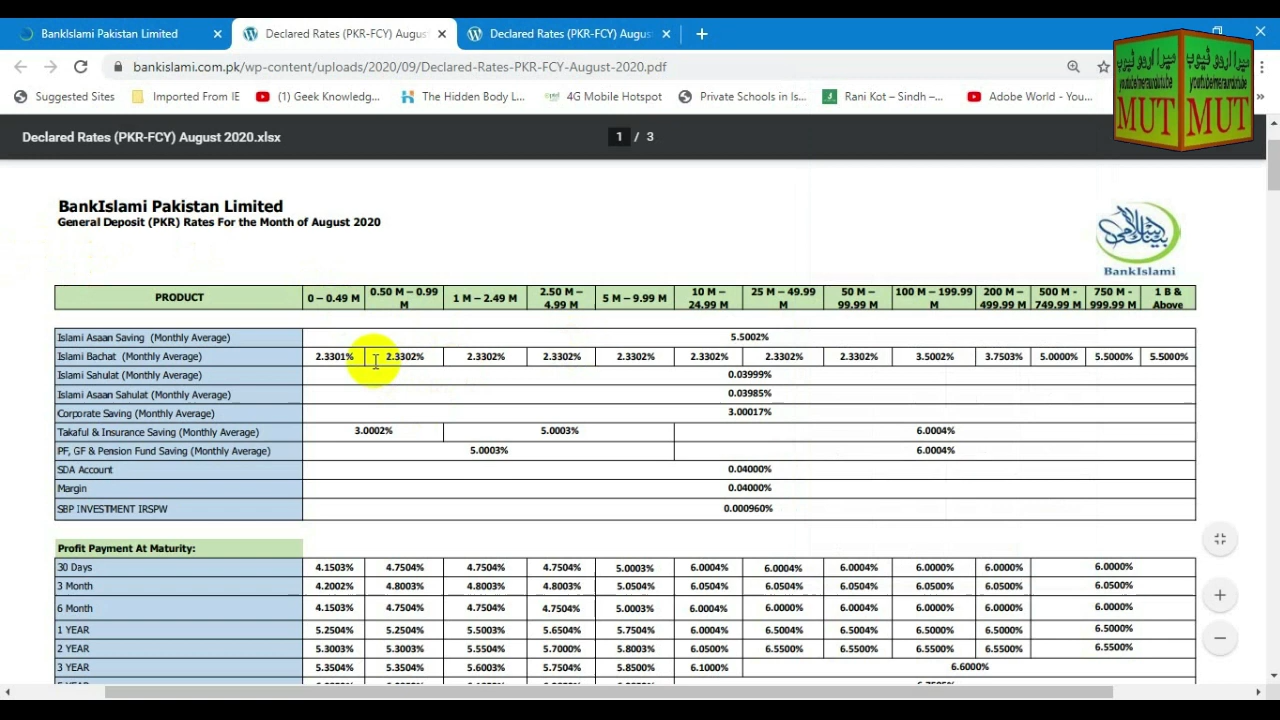 BankIslami Pakistan Limited
Declared Rates (PKR-FCY) Augus
Declared Rates (PKR-FCY) Augus
bankislami.com.pk/wp-content/uploads/2020/09/Declared-Rates-PKR-FCY-August-2020.pdf
Suggested Sites Imported From IE (1) Geek Knowledg... The Hidden Body L... 4G Mobile Hotspot Private Schools in Is... Rani Kot – Sindh –... Adobe World - You...
میرا اردو ٹیوب میرا اردو ٹیوب
MUT MUT
Declared Rates (PKR-FCY) August 2020.xlsx 1 / 3
BankIslami Pakistan Limited
General Deposit (PKR) Rates For the Month of August 2020
BankIslami
PRODUCT 0 – 0.49 M 0.50 M – 0.99 M 1 M – 2.49 M 2.50 M – 4.99 M 5 M – 9.99 M 10 M – 24.99 M 25 M – 49.99 M 50 M – 99.99 M 100 M – 199.99 M 200 M – 499.99 M 500 M - 749.99 M 750 M - 999.99 M 1 B & Above
Islami Asaan Saving (Monthly Average) 5.5002%
Islami Bachat (Monthly Average) 2.3301% 2.3302% 2.3302% 2.3302% 2.3302% 2.3302% 2.3302% 2.3302% 3.5002% 3.7503% 5.0000% 5.5000% 5.5000%
Islami Sahulat (Monthly Average) 0.03999%
Islami Asaan Sahulat (Monthly Average) 0.03985%
Corporate Saving (Monthly Average) 3.00017%
Takaful & Insurance Saving (Monthly Average) 3.0002% 5.0003% 6.0004%
PF, GF & Pension Fund Saving (Monthly Average) 5.0003% 6.0004%
SDA Account 0.04000%
Margin 0.04000%
SBP INVESTMENT IRSPW 0.000960%
Profit Payment At Maturity:
30 Days 4.1503% 4.7504% 4.7504% 4.7504% 5.0003% 6.0004% 6.0004% 6.0004% 6.0000% 6.0004% 6.0000%
3 Month 4.2002% 4.8003% 4.8003% 4.8003% 5.0504% 6.0504% 6.0504% 6.0504% 6.0500% 6.0500% 6.0500%
6 Month 4.1503% 4.7504% 4.7504% 4.7504% 5.0003% 6.0004% 6.0000% 6.0004% 6.0000% 6.0000% 6.0000%
1 YEAR 5.2504% 5.2504% 5.5003% 5.6504% 5.7504% 6.0004% 6.5004% 6.5004% 6.5000% 6.5000% 6.5000%
2 YEAR 5.3003% 5.3003% 5.5504% 5.7000% 5.8003% 6.0500% 6.5500% 6.5500% 6.5500% 6.5500% 6.5500%
3 YEAR 5.3504% 5.3504% 5.6003% 5.7504% 5.8500% 6.1000% 6.6000%